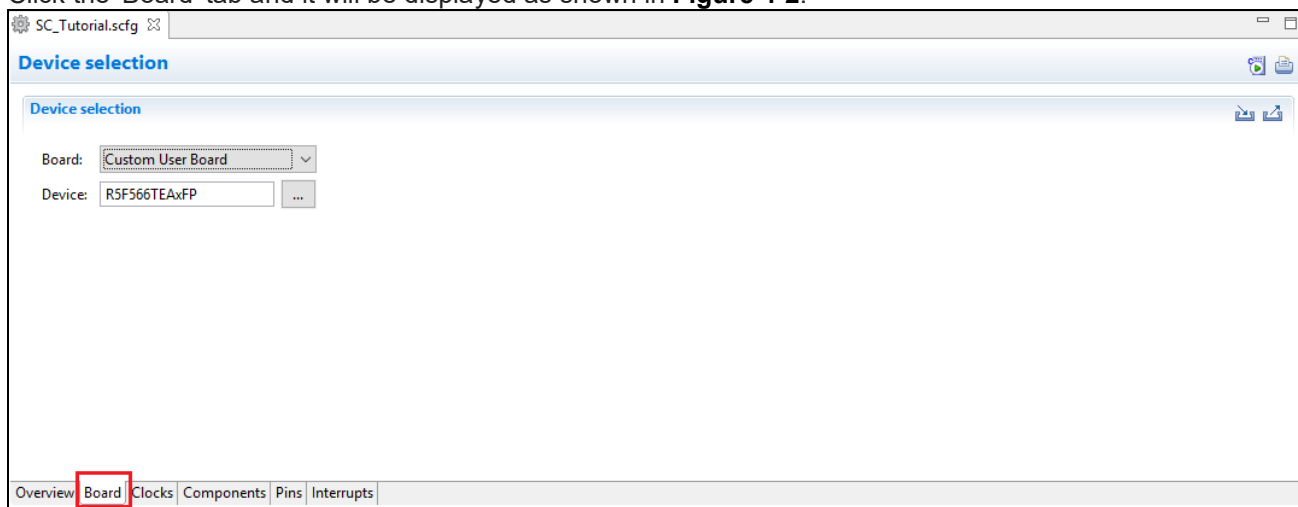 Click the 'Board' tab and it will be displayed as shown in Figure 4-2.
SC_Tutorial.scfg
Device selection
Device selection
Board: Custom User Board
Device: R5F566TEAxFP ...
Overview Board Clocks Components Pins Interrupts